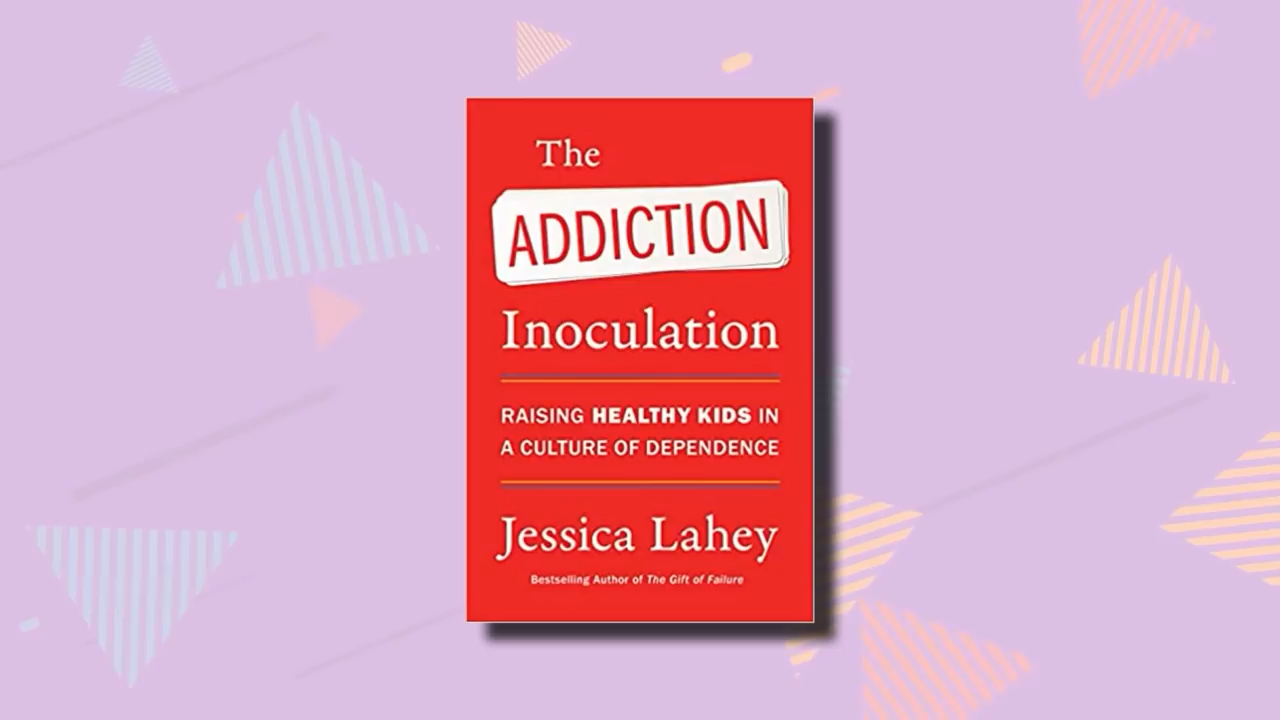 The
ADDICTION
Inoculation
RAISING HEALTHY KIDS IN
A CULTURE OF DEPENDENCE
Jessica Lahey
Bestselling Author of The Gift of Failure